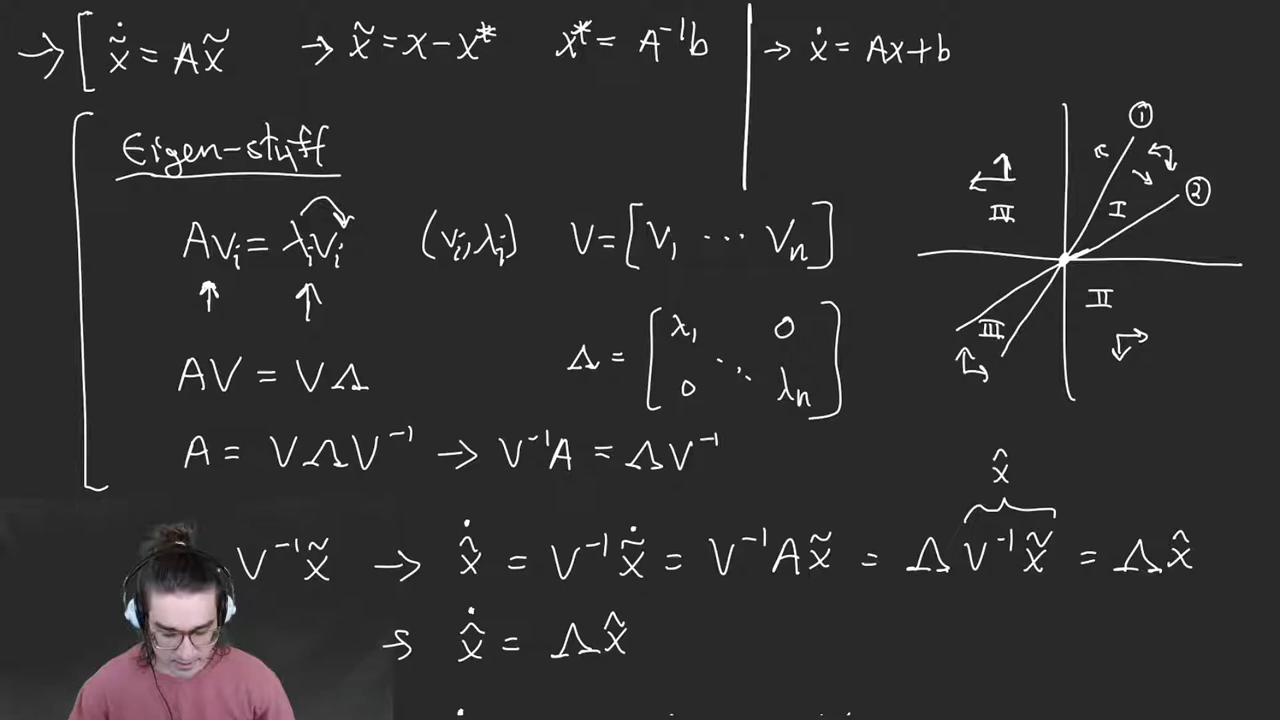 → [ ẋ̃ = Ax̃ → x̃ = x - x* x* = A⁻¹b | → ẋ = Ax + b
Eigen-stuff
Avᵢ = λᵢvᵢ (vᵢ, λᵢ) V = [v₁ ⋯ vₙ]
↑ ↑
Λ = [λ₁ 0
⋱
0 λₙ]
AV = VΛ
A = VΛV⁻¹ → V⁻¹A = ΛV⁻¹
①
②
I
IV
II
III
x̂
V⁻¹x̃ → ẋ̂ = V⁻¹ẋ̃ = V⁻¹Ax̃ = ΛV⁻¹x̃ = Λx̂
→ ẋ̂ = Λx̂